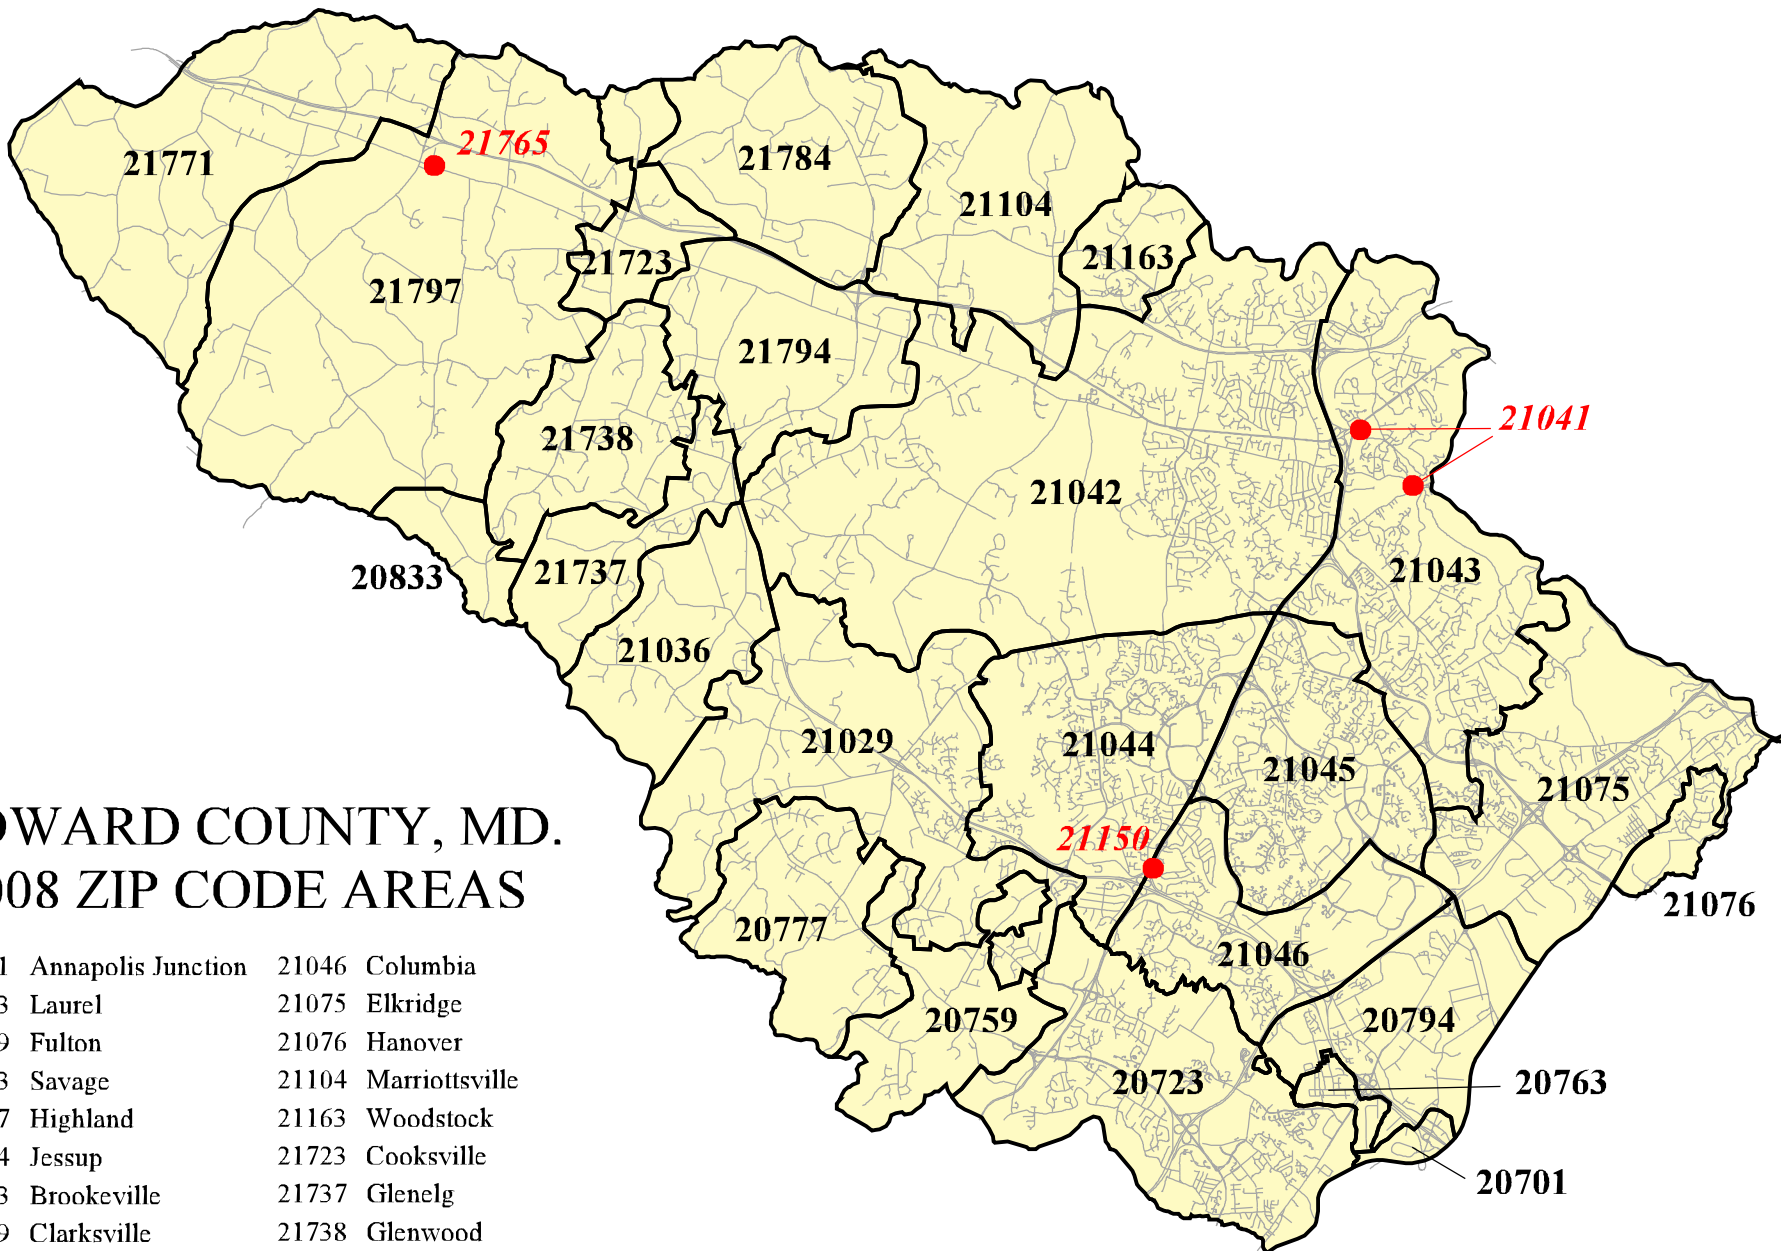 21765
21771
21784
21104
21163
21723
21797
21794
21041
21738
21042
20833
21737
21043
21036
21029
21044
21045
21075
21150
21076
20777
21046
20759
20794
20723
20763
20701
OWARD COUNTY, MD.
008 ZIP CODE AREAS
1 Annapolis Junction 21046 Columbia
3 Laurel 21075 Elkridge
9 Fulton 21076 Hanover
3 Savage 21104 Marriottsville
7 Highland 21163 Woodstock
4 Jessup 21723 Cooksville
3 Brookeville 21737 Glenelg
9 Clarksville 21738 Glenwood